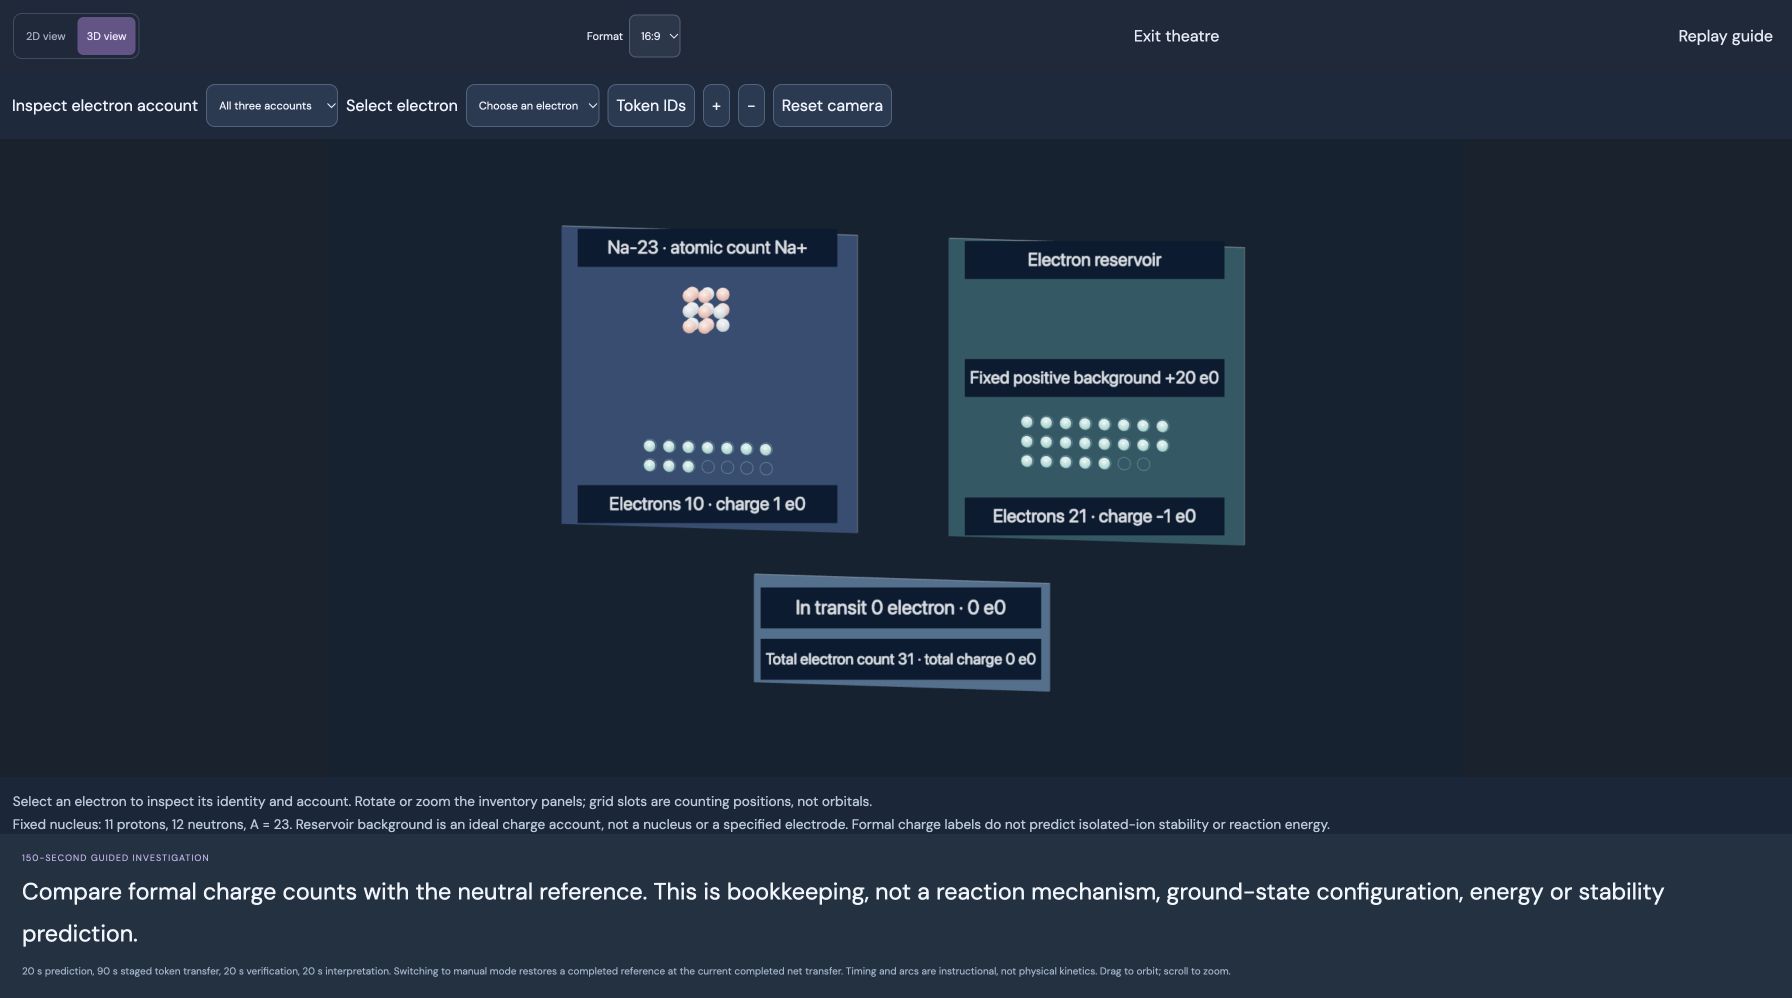 2D view 3D view Format 16:9 Exit theatre Replay guide
Inspect electron account All three accounts Select electron Choose an electron Token IDs + - Reset camera
Na-23 · atomic count Na+
Electron reservoir
Fixed positive background +20 e0
Electrons 10 · charge 1 e0
Electrons 21 · charge -1 e0
In transit 0 electron · 0 e0
Total electron count 31 · total charge 0 e0
Select an electron to inspect its identity and account. Rotate or zoom the inventory panels; grid slots are counting positions, not orbitals.
Fixed nucleus: 11 protons, 12 neutrons, A = 23. Reservoir background is an ideal charge account, not a nucleus or a specified electrode. Formal charge labels do not predict isolated-ion stability or reaction energy.
150-SECOND GUIDED INVESTIGATION
Compare formal charge counts with the neutral reference. This is bookkeeping, not a reaction mechanism, ground-state configuration, energy or stability
prediction.
20 s prediction, 90 s staged token transfer, 20 s verification, 20 s interpretation. Switching to manual mode restores a completed reference at the current completed net transfer. Timing and arcs are instructional, not physical kinetics. Drag to orbit; scroll to zoom.